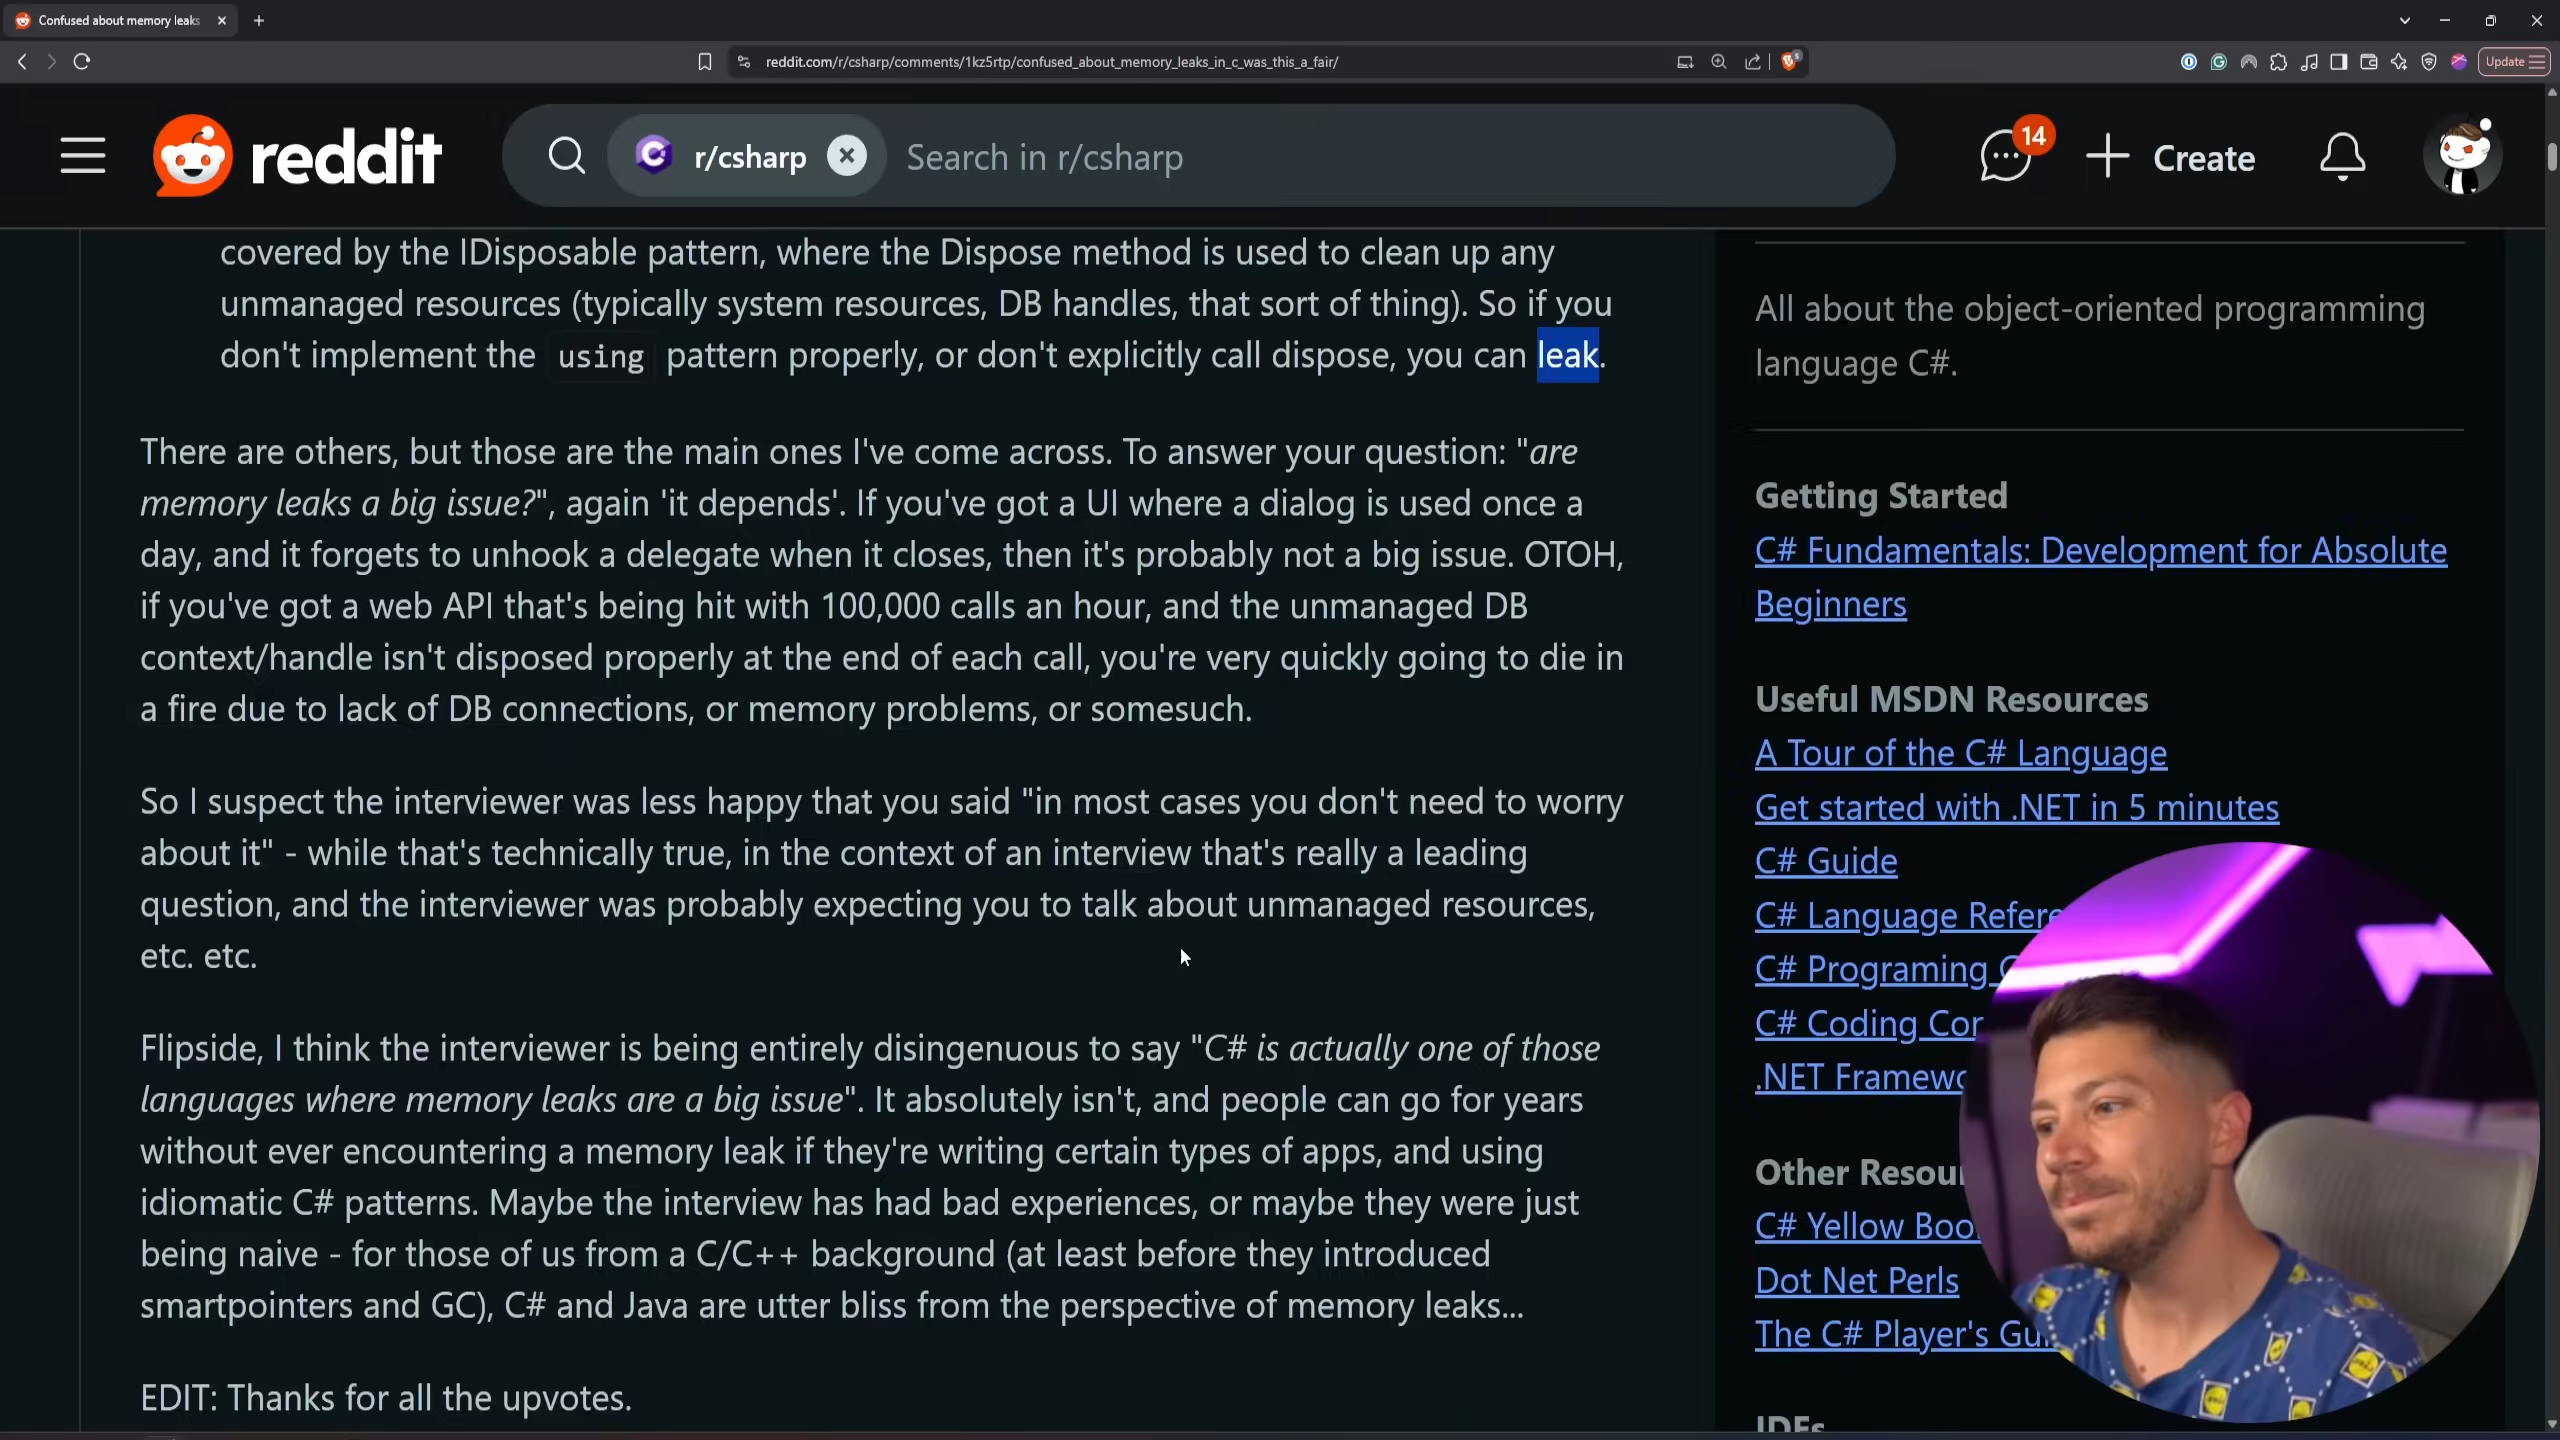 Confused about memory leaks
reddit.com/r/csharp/comments/1kz5rtp/confused_about_memory_leaks_in_c_was_this_a_fair/
Update
reddit
r/csharp
Search in r/csharp
14
Create
covered by the IDisposable pattern, where the Dispose method is used to clean up any
unmanaged resources (typically system resources, DB handles, that sort of thing). So if you
don't implement the using pattern properly, or don't explicitly call dispose, you can leak.
There are others, but those are the main ones I've come across. To answer your question: "are
memory leaks a big issue?", again 'it depends'. If you've got a UI where a dialog is used once a
day, and it forgets to unhook a delegate when it closes, then it's probably not a big issue. OTOH,
if you've got a web API that's being hit with 100,000 calls an hour, and the unmanaged DB
context/handle isn't disposed properly at the end of each call, you're very quickly going to die in
a fire due to lack of DB connections, or memory problems, or somesuch.
So I suspect the interviewer was less happy that you said "in most cases you don't need to worry
about it" - while that's technically true, in the context of an interview that's really a leading
question, and the interviewer was probably expecting you to talk about unmanaged resources,
etc. etc.
Flipside, I think the interviewer is being entirely disingenuous to say "C# is actually one of those
languages where memory leaks are a big issue". It absolutely isn't, and people can go for years
without ever encountering a memory leak if they're writing certain types of apps, and using
idiomatic C# patterns. Maybe the interview has had bad experiences, or maybe they were just
being naive - for those of us from a C/C++ background (at least before they introduced
smartpointers and GC), C# and Java are utter bliss from the perspective of memory leaks...
EDIT: Thanks for all the upvotes.
All about the object-oriented programming
language C#.
Getting Started
C# Fundamentals: Development for Absolute
Beginners
Useful MSDN Resources
A Tour of the C# Language
Get started with .NET in 5 minutes
C# Guide
C# Language Refere
C# Programing
C# Coding Con
.NET Framewo
Other Resou
C# Yellow Boo
Dot Net Perls
The C# Player's Gu
IDEs